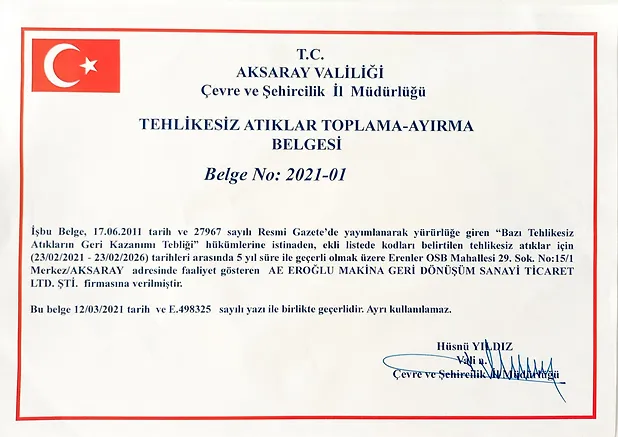 T.C.
AKSARAY VALİLİĞİ
Çevre ve Şehircilik İl Müdürlüğü
TEHLİKESİZ ATIKLAR TOPLAMA-AYIRMA
BELGESİ
Belge No: 2021-01
İşbu Belge, 17.06.2011 tarih ve 27967 sayılı Resmi Gazete'de yayımlanarak yürürlüğe giren “Bazı Tehlikesiz
Atıkların Geri Kazanımı Tebliği” hükümlerine istinaden, ekli listede kodları belirtilen tehlikesiz atıklar için
(23/02/2021 - 23/02/2026) tarihleri arasında 5 yıl süre ile geçerli olmak üzere Erenler OSB Mahallesi 29. Sok. No:15/1
Merkez/AKSARAY adresinde faaliyet gösteren AE EROĞLU MAKİNA GERİ DÖNÜŞÜM SANAYİ TİCARET
LTD. ŞTİ. firmasına verilmiştir.
Bu belge 12/03/2021 tarih ve E.498325 sayılı yazı ile birlikte geçerlidir. Ayrı kullanılamaz.
Hüsnü YILDIZ
Vali a.
Çevre ve Şehircilik İl Müdürlüğü